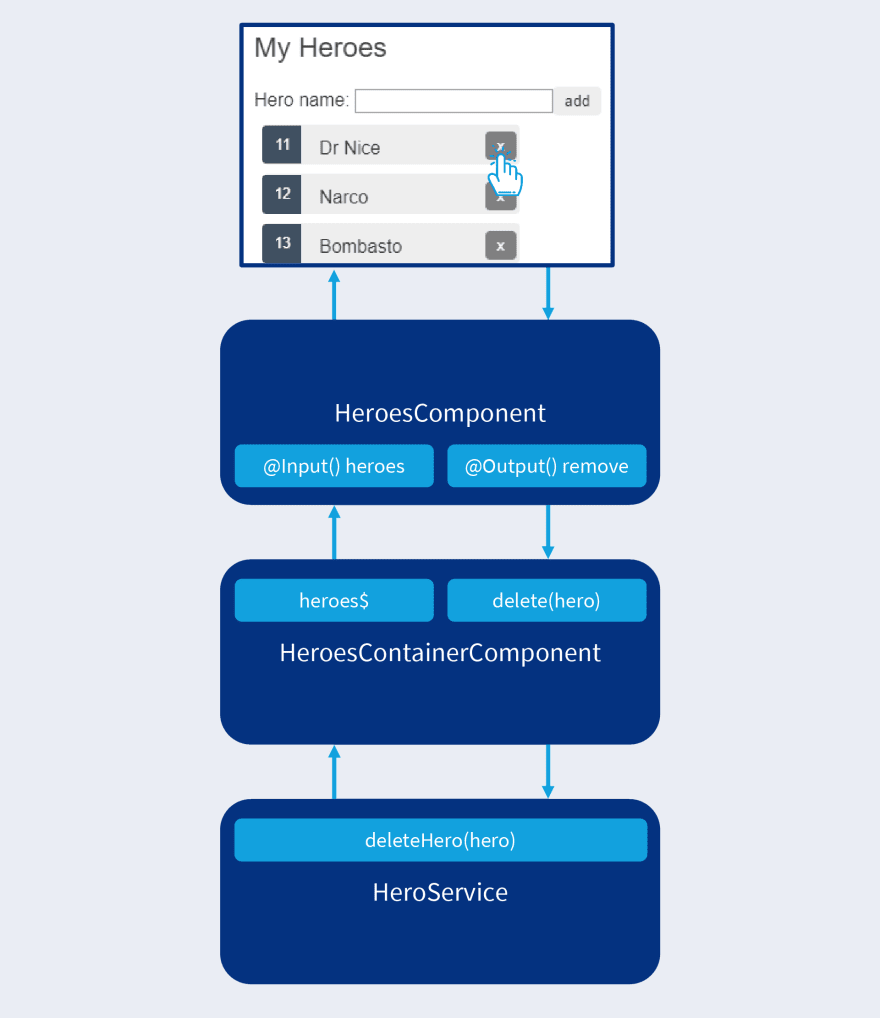 My Heroes
Hero name: add
11 Dr Nice x
12 Narco x
13 Bombasto x
HeroesComponent
@Input() heroes @Output() remove
heroes$ delete(hero)
HeroesContainerComponent
deleteHero(hero)
HeroService